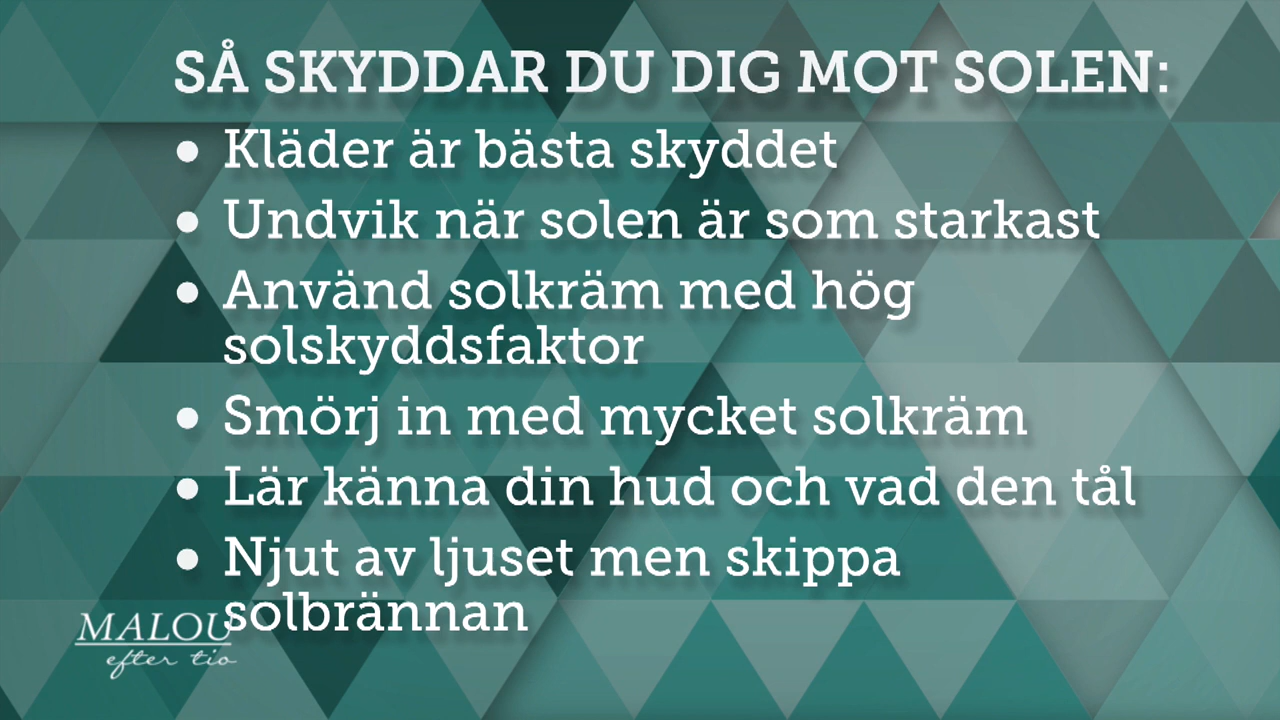 SÅ SKYDDAR DU DIG MOT SOLEN:
• Kläder är bästa skyddet
• Undvik när solen är som starkast
• Använd solkräm med hög
solskyddsfaktor
• Smörj in med mycket solkräm
• Lär känna din hud och vad den tål
• Njut av ljuset men skippa
solbrännan
MALOU
efter tio